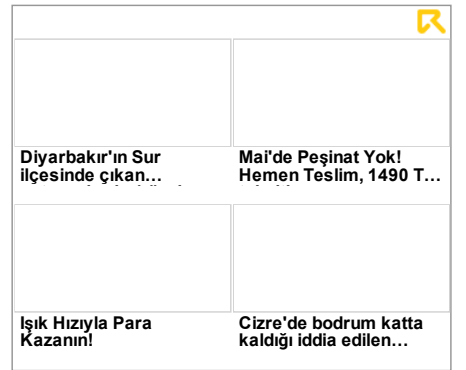 Diyarbakır'ın Sur
ilçesinde çıkan...
Mai'de Peşinat Yok!
Hemen Teslim, 1490 T...
Işık Hızıyla Para
Kazanın!
Cizre'de bodrum katta
kaldığı iddia edilen...